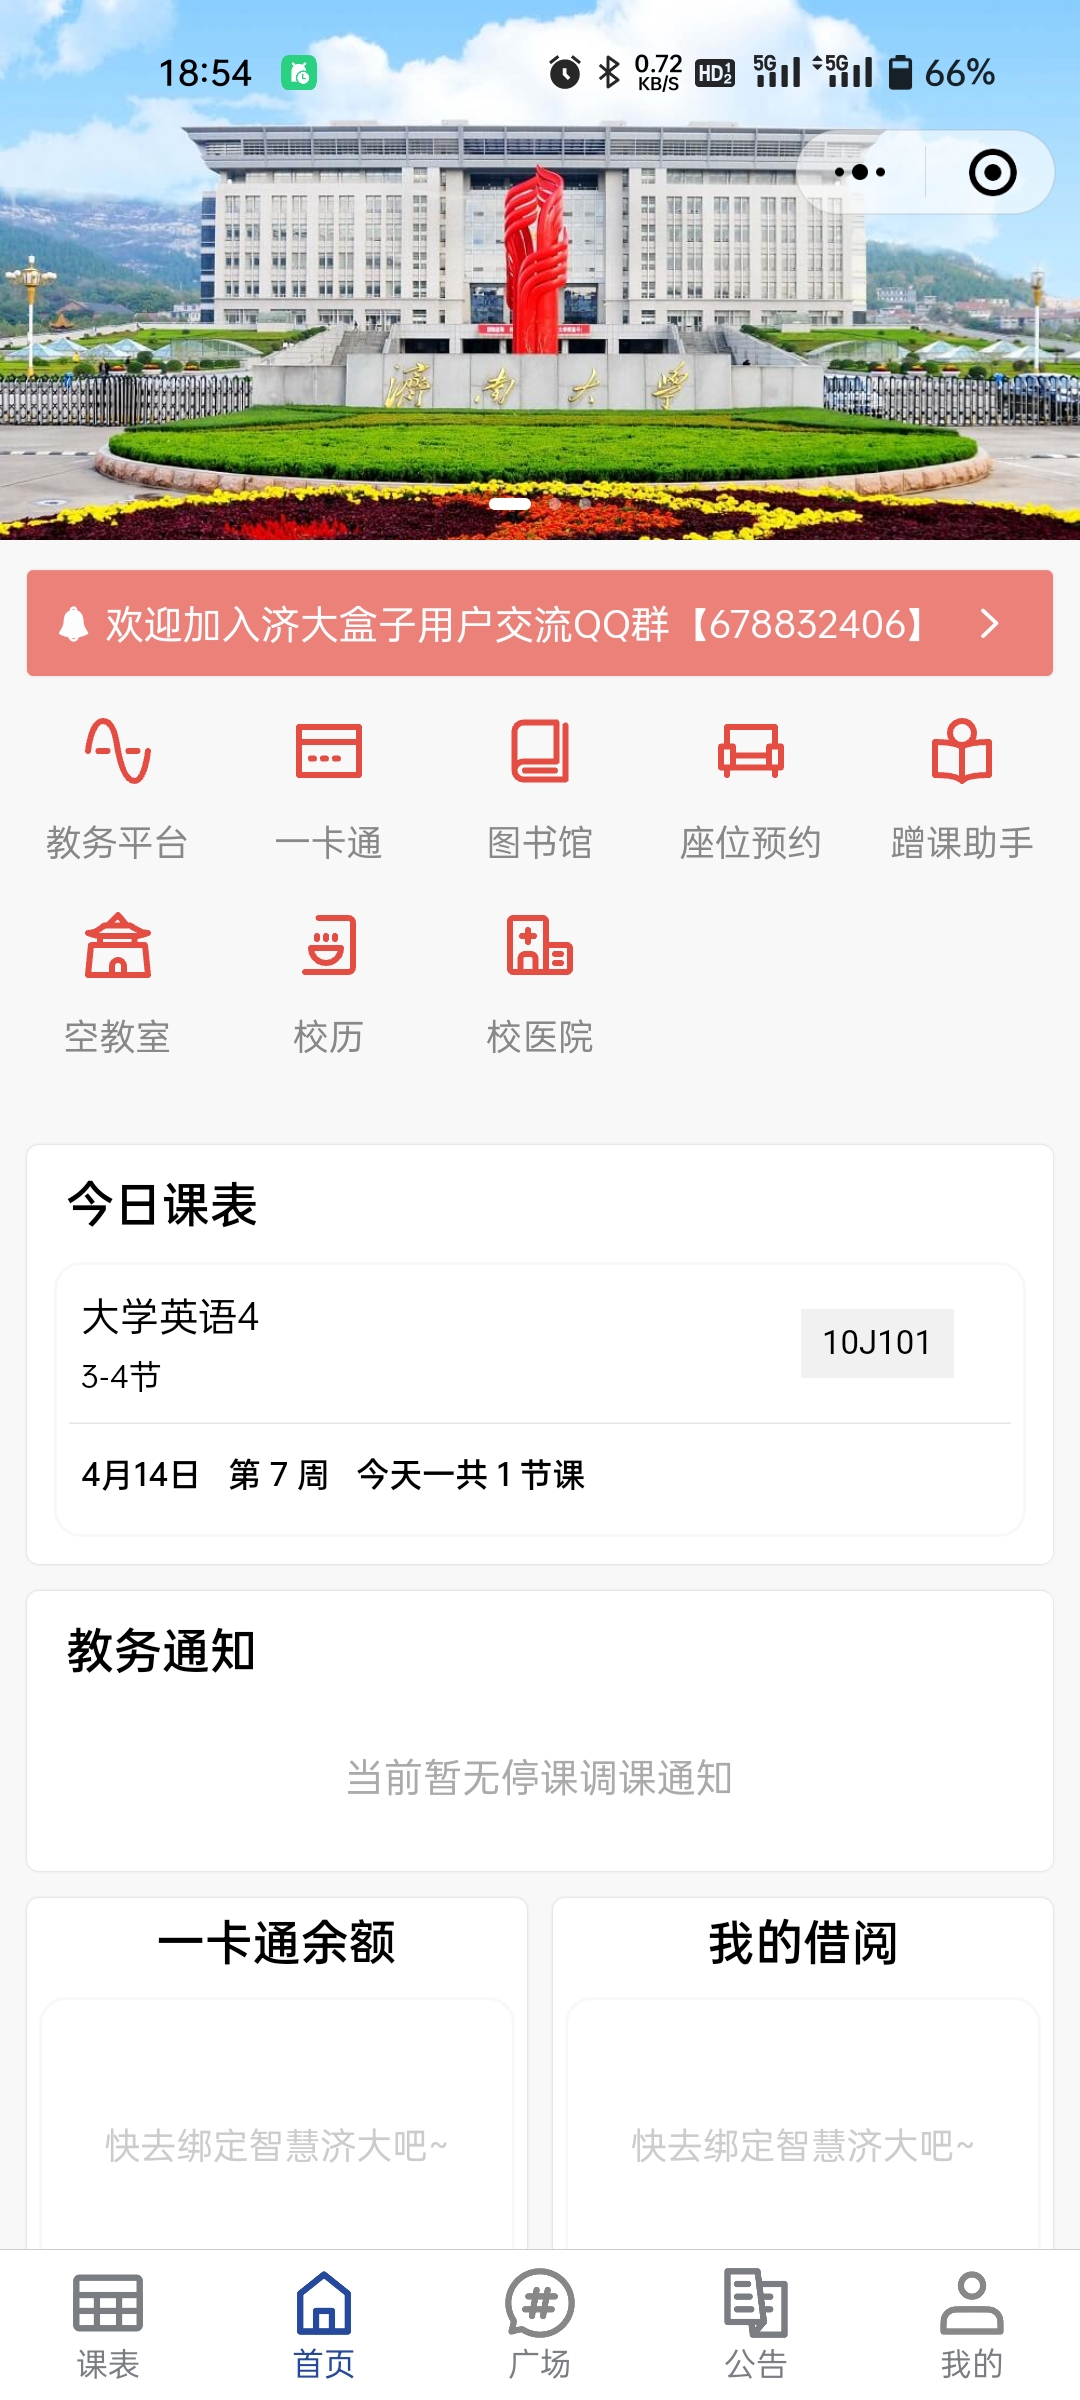 18:54
0.72
KB/S
HD
5G
5G
66%
濟南大學
欢迎加入济大盒子用户交流QQ群【678832406】
教务平台
一卡通
图书馆
座位预约
蹭课助手
空教室
校历
校医院
今日课表
大学英语4
10J101
3-4节
4月14日 第 7 周 今天一共 1 节课
教务通知
当前暂无停课调课通知
一卡通余额
我的借阅
快去绑定智慧济大吧~
快去绑定智慧济大吧~
课表
首页
广场
公告
我的